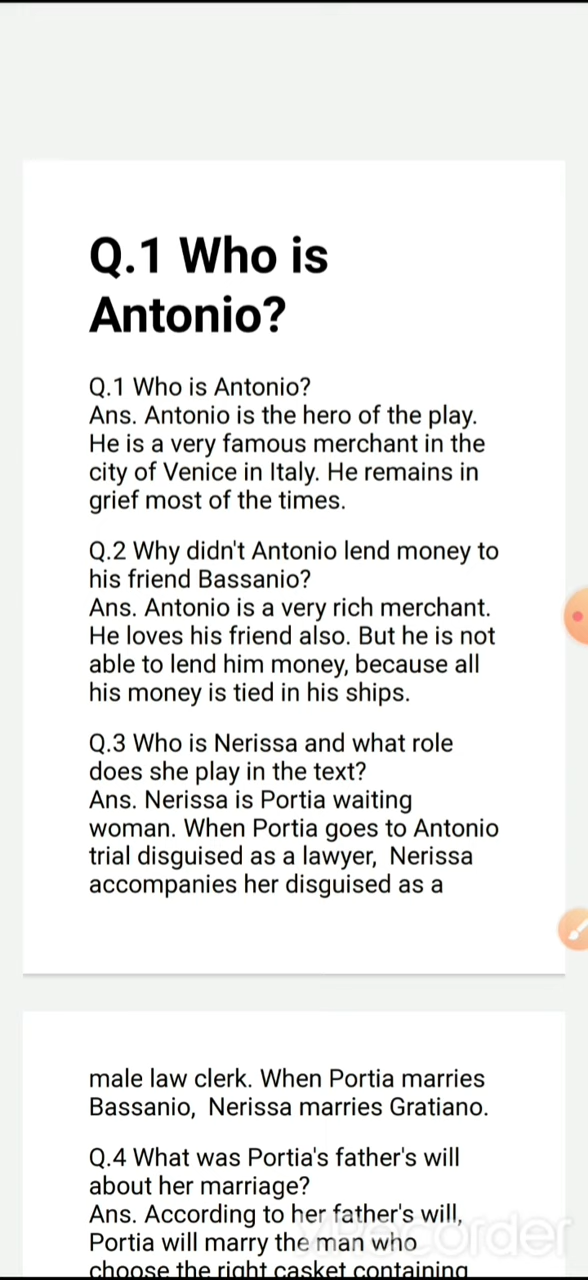 Q.1 Who is
Antonio?
Q.1 Who is Antonio?
Ans. Antonio is the hero of the play.
He is a very famous merchant in the
city of Venice in Italy. He remains in
grief most of the times.
Q.2 Why didn't Antonio lend money to
his friend Bassanio?
Ans. Antonio is a very rich merchant.
He loves his friend also. But he is not
able to lend him money, because all
his money is tied in his ships.
Q.3 Who is Nerissa and what role
does she play in the text?
Ans. Nerissa is Portia waiting
woman. When Portia goes to Antonio
trial disguised as a lawyer, Nerissa
accompanies her disguised as a
male law clerk. When Portia marries
Bassanio, Nerissa marries Gratiano.
Q.4 What was Portia's father's will
about her marriage?
Ans. According to her father's will,
Portia will marry the man who
choose the right casket containing
XRecorder